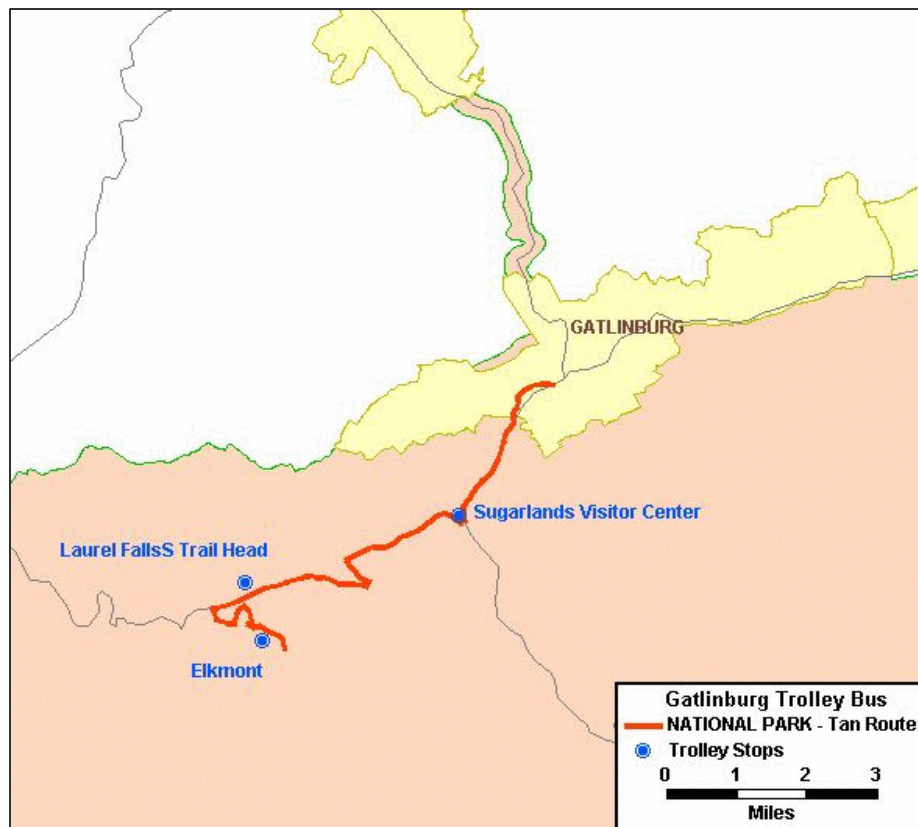 GATLINBURG
Sugarlands Visitor Center
Laurel FallsS Trail Head
Elkmont
Gatlinburg Trolley Bus
NATIONAL PARK - Tan Route
Trolley Stops
0 1 2 3
Miles